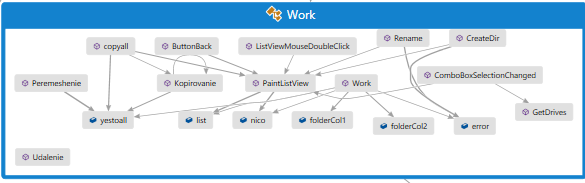 Work
Rename
CreateDir
copyall
ButtonBack
ListViewMouseDoubleClick
Peremeshenie
Kopirovanie
PaintListView
Work
ComboBoxSelectionChanged
GetDrives
yestoall
list
nico
folderCol1
folderCol2
error
Udalenie